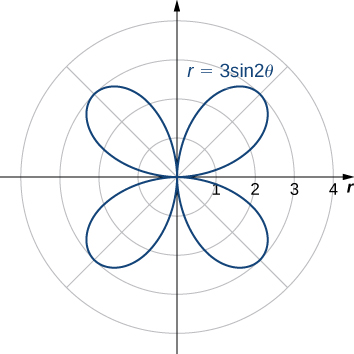 r = 3sin2θ
1 2 3 4 r